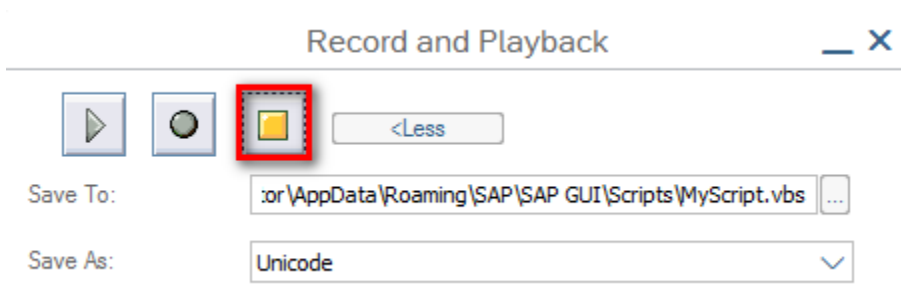 Record and Playback
<Less
Save To: :or\AppData\Roaming\SAP\SAP GUI\Scripts\MyScript.vbs ...
Save As: Unicode